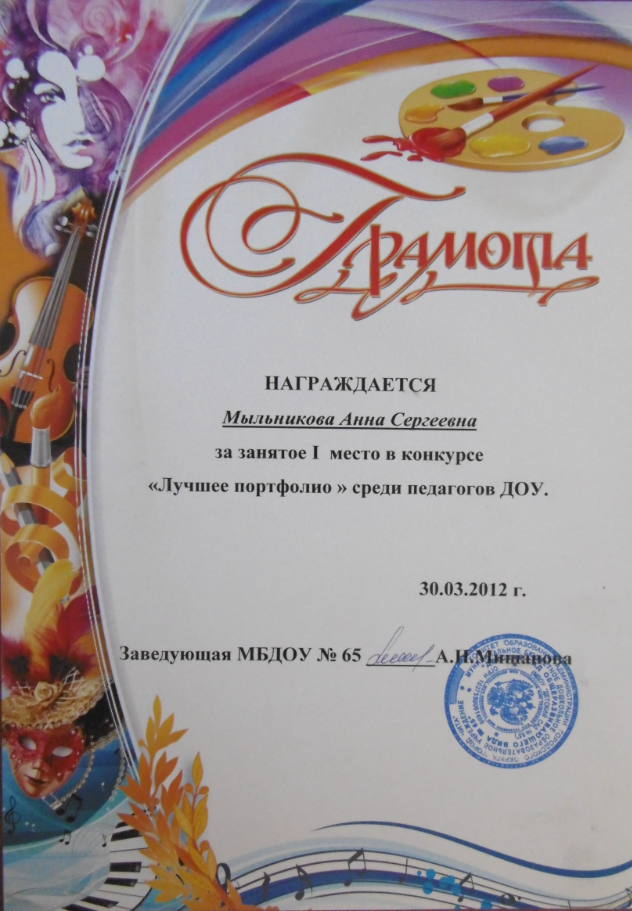 Грамота
НАГРАЖДАЕТСЯ
Мыльникова Анна Сергеевна
за занятое I место в конкурсе
«Лучшее портфолио » среди педагогов ДОУ.
30.03.2012 г.
Заведующая МБДОУ № 65 А.Н.Мишанова